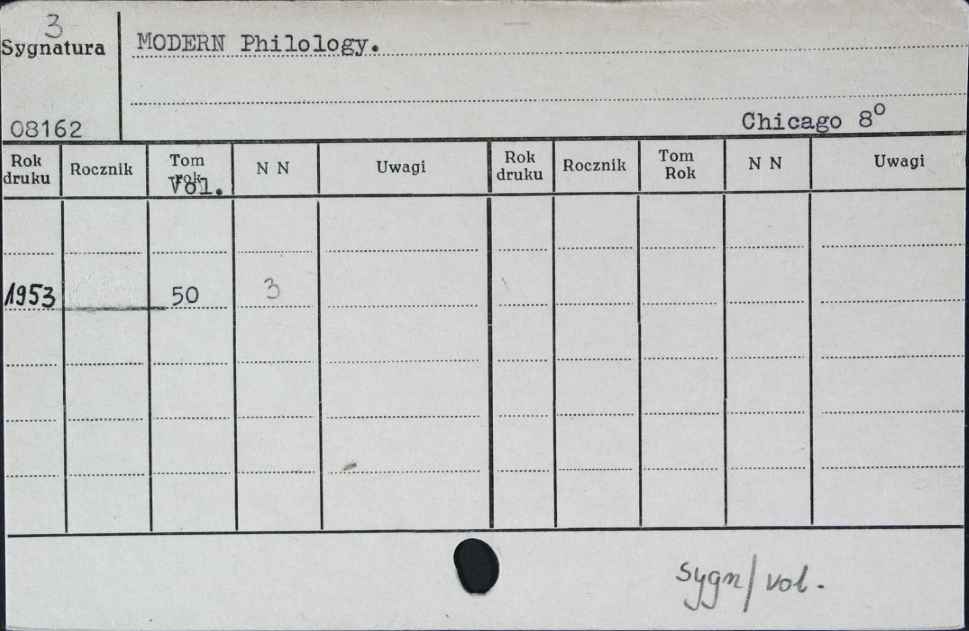 3
Sygnatura
MODERN Philology.
08162
Chicago 8°
Rok druku Rocznik Tom rok Vol. N N Uwagi Rok druku Rocznik Tom Rok N N Uwagi
1953 50 3
sygn/vol.